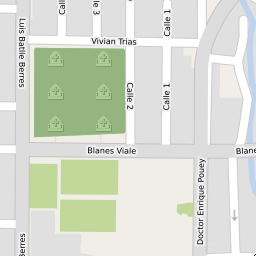 Luis Batlle Berres
Calle
Calle 3
Calle 1
Vivian Trias
Calle 2
Calle 1
Blanes Viale
Blane
Doctor Enrique Pouey
Berres